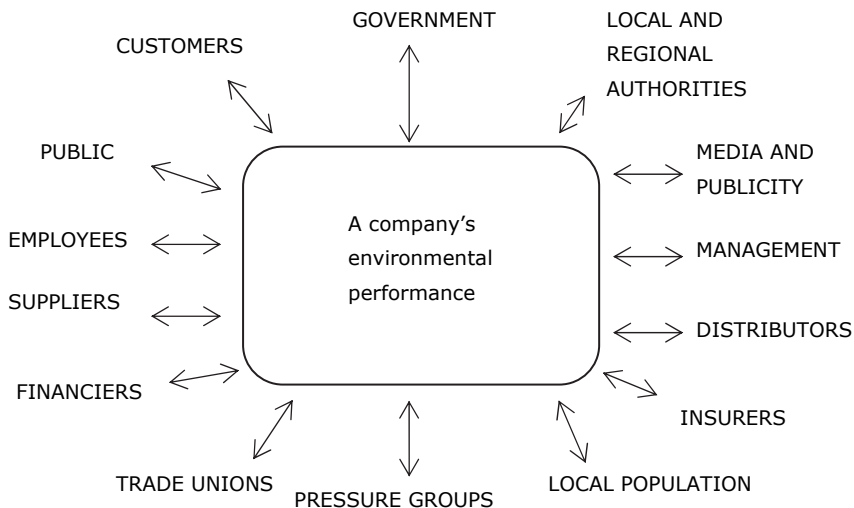 GOVERNMENT
LOCAL AND
REGIONAL
AUTHORITIES
CUSTOMERS
PUBLIC
MEDIA AND
PUBLICITY
EMPLOYEES
A company's
environmental
performance
MANAGEMENT
SUPPLIERS
DISTRIBUTORS
FINANCIERS
INSURERS
TRADE UNIONS
PRESSURE GROUPS
LOCAL POPULATION